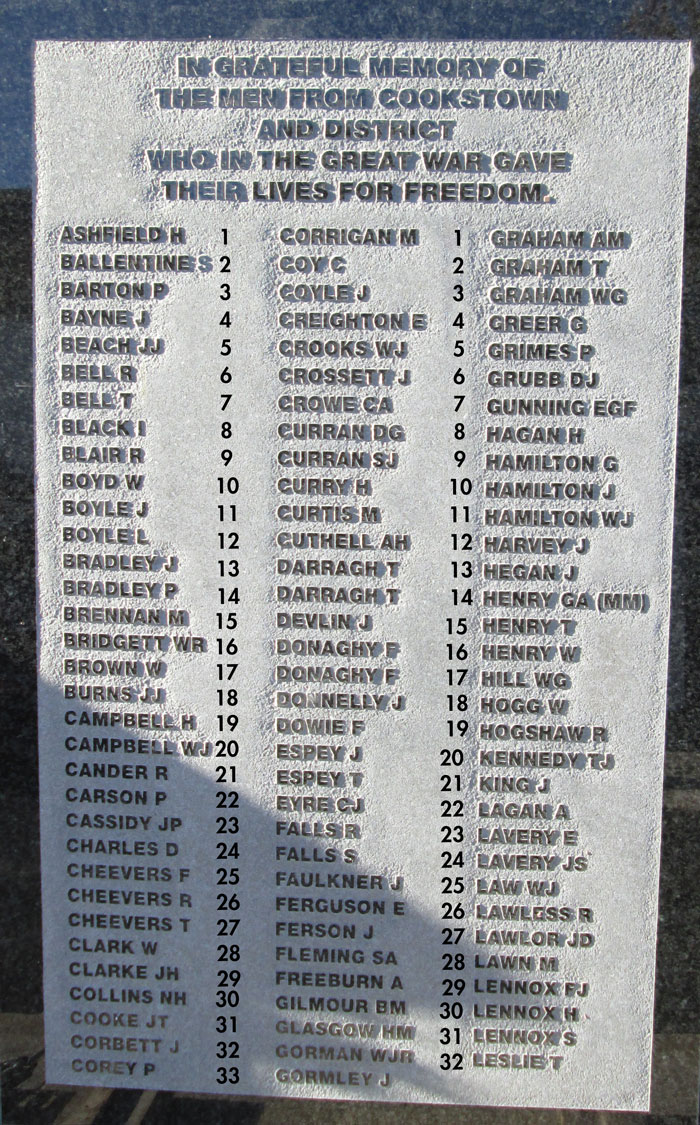 IN GRATEFUL MEMORY OF
THE MEN FROM COOKSTOWN
AND DISTRICT
WHO IN THE GREAT WAR GAVE
THEIR LIVES FOR FREEDOM.
ASHFIELD H 1 CORRIGAN M 1 GRAHAM AM
BALLENTINE S 2 COY C 2 GRAHAM T
BARTON P 3 COYLE J 3 GRAHAM WG
BAYNE J 4 CREIGHTON E 4 GREER G
BEACH JJ 5 CROOKS WJ 5 GRIMES P
BELL R 6 CROSSETT J 6 GRUBB DJ
BELL T 7 CROWE CA 7 GUNNING EGF
BLACK I 8 CURRAN DG 8 HAGAN H
BLAIR R 9 CURRAN SJ 9 HAMILTON G
BOYD W 10 CURRY H 10 HAMILTON J
BOYLE J 11 CURTIS M 11 HAMILTON WJ
BOYLE L 12 CUTHELL AH 12 HARVEY J
BRADLEY J 13 DARRAGH T 13 HEGAN J
BRADLEY P 14 DARRAGH T 14 HENRY GA (MM)
BRENNAN M 15 DEVLIN J 15 HENRY T
BRIDGETT WR 16 DONAGHY F 16 HENRY W
BROWN W 17 DONAGHY F 17 HILL WG
BURNS JJ 18 DONNELLY J 18 HOGG W
CAMPBELL H 19 DOWIE F 19 HOGSHAW R
CAMPBELL WJ 20 ESPEY J 20 KENNEDY TJ
CANDER R 21 ESPEY T 21 KING J
CARSON P 22 EYRE CJ 22 LAGAN A
CASSIDY JP 23 FALLS R 23 LAVERY E
CHARLES D 24 FALLS S 24 LAVERY JS
CHEEVERS F 25 FAULKNER J 25 LAW WJ
CHEEVERS R 26 FERGUSON E 26 LAWLESS R
CHEEVERS T 27 FERSON J 27 LAWLOR JD
CLARK W 28 FLEMING SA 28 LAWN M
CLARKE JH 29 FREEBURN A 29 LENNOX FJ
COLLINS NH 30 GILMOUR BM 30 LENNOX H
COOKE JT 31 GLASGOW HM 31 LENNOX S
CORBETT J 32 GORMAN WJR 32 LESLIE T
COREY P 33 GORMLEY J